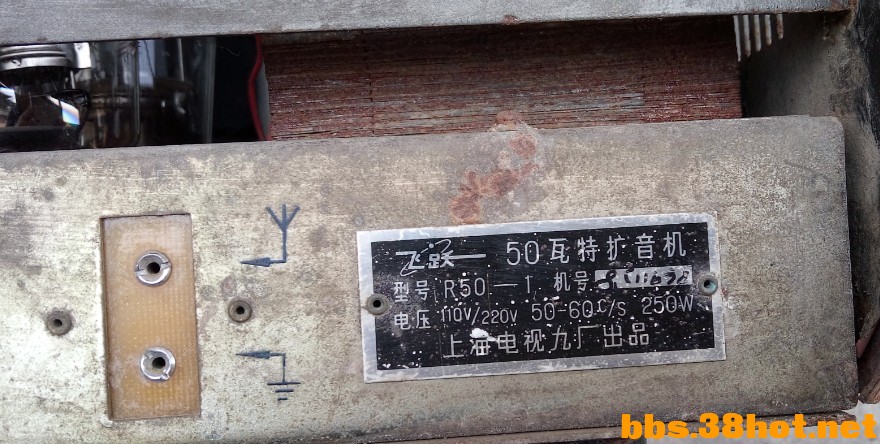 飞跃 50瓦特扩音机
型号 R50-1 机号
电压 110V/220V 50-60C/S 250W
上海电视九厂出品
bbs.38hot.net